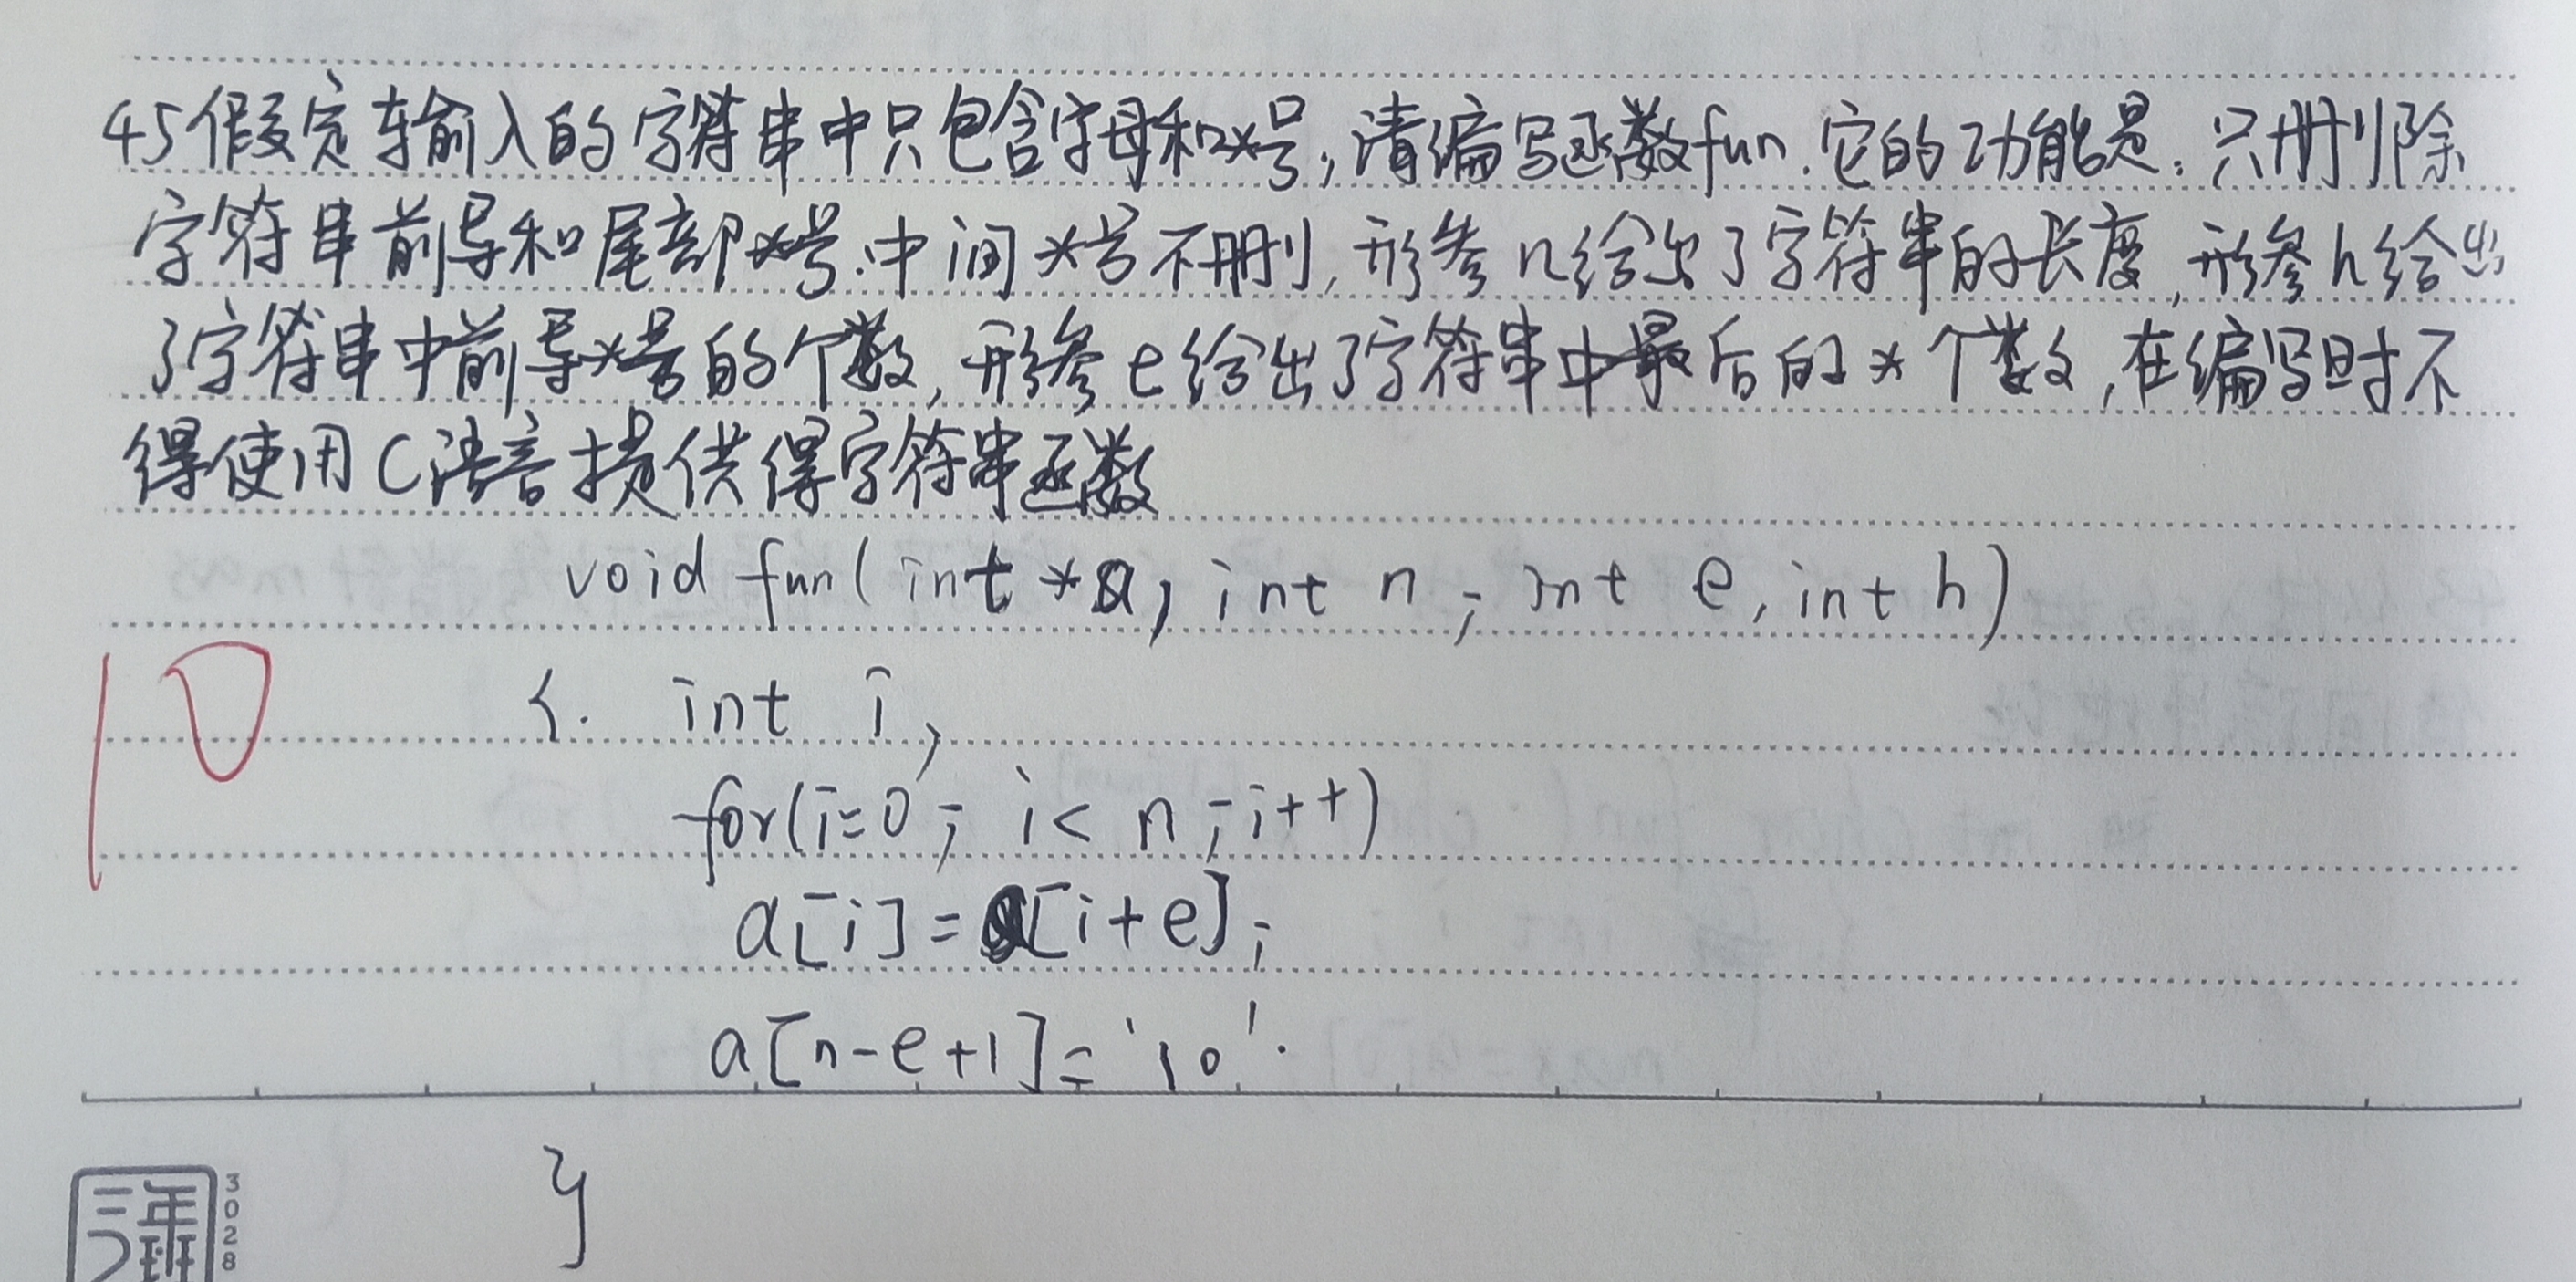 45假定输入的字符串中只包含字母和*号,请编写函数fun.它的功能是:只删除
字符串前导和尾部*号.中间*号不删,形参n给出了字符串的长度,形参h给出
了字符串中前导*号的个数,形参e给出了字符串中最后的*个数,在编写时不
得使用C语言提供得字符串函数
void fun(int *a, int n; int e, int h)
{. int i,
for(i=0; i< n;i++)
a[i]=a[i+e];
a[n-e+1]='\0'.
}
3028